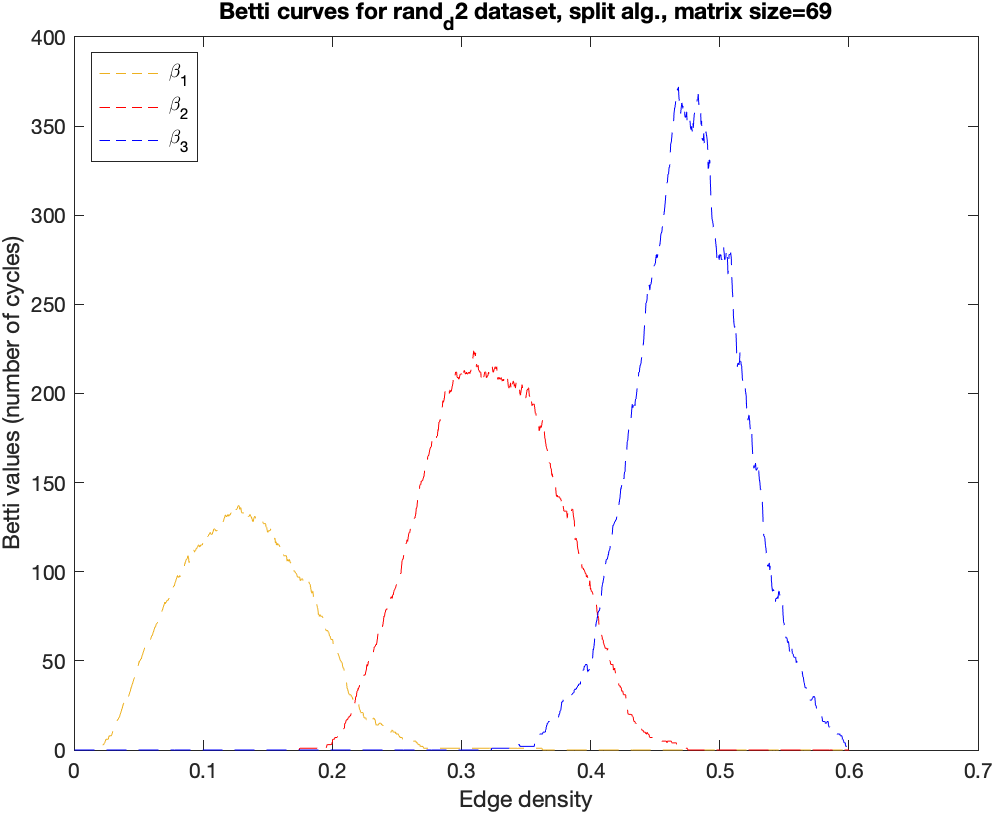 Betti curves for rand_d2 dataset, split alg., matrix size=69
400
350
300
250
200
150
100
50
0
Betti values (number of cycles)
β1
β2
β3
0 0.1 0.2 0.3 0.4 0.5 0.6 0.7
Edge density